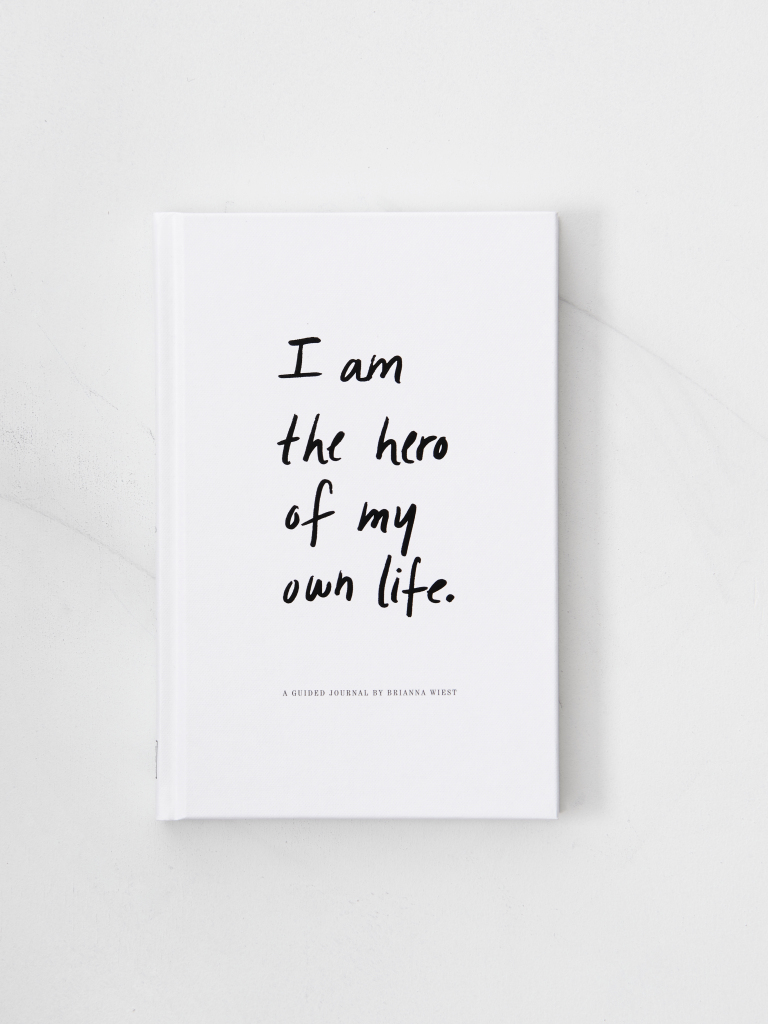 I am
the hero
of my
own life.
A GUIDED JOURNAL BY BRIANNA WIEST